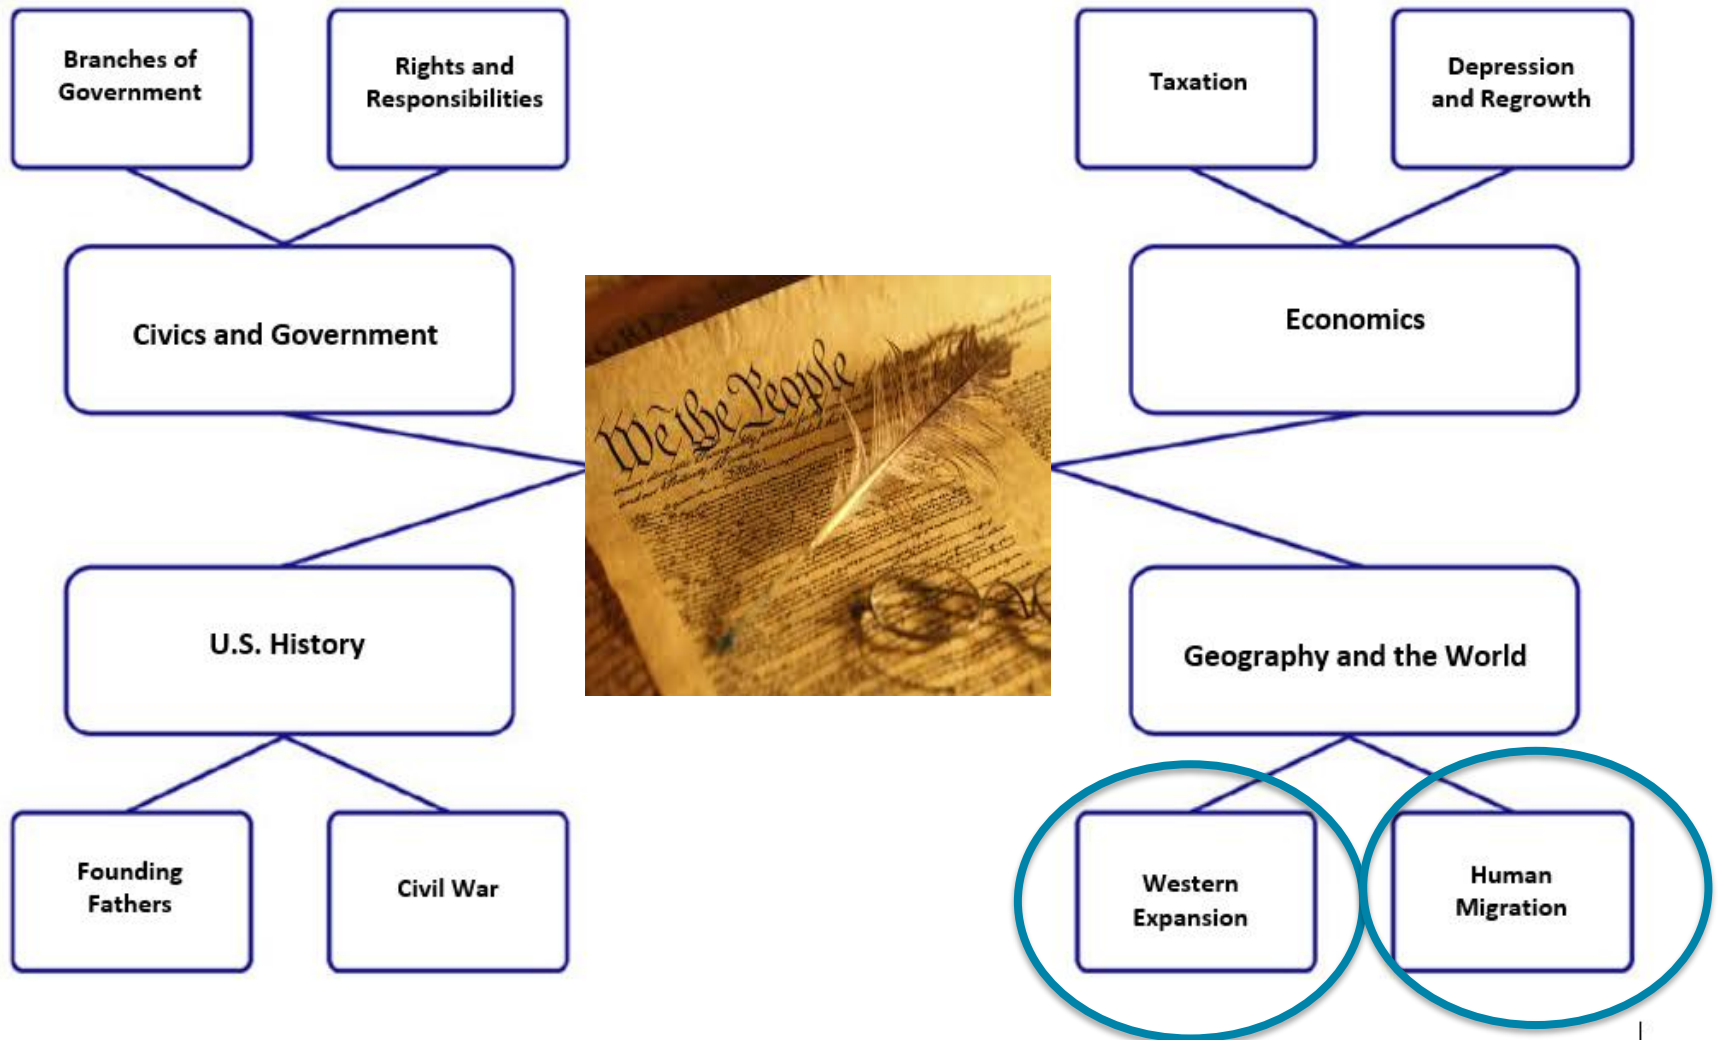 Branches of
Government
Rights and
Responsibilities
Taxation
Depression
and Regrowth
Civics and Government
Economics
We the People
U.S. History
Geography and the World
Founding
Fathers
Civil War
Western
Expansion
Human
Migration